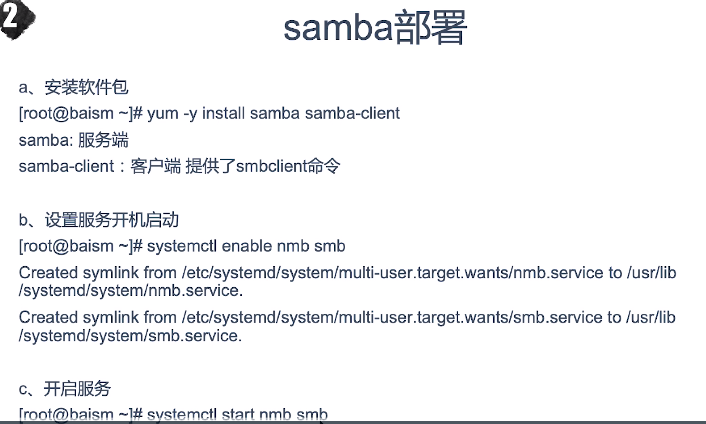 2
samba部署
a、安装软件包
[root@baism ~]# yum -y install samba samba-client
samba: 服务端
samba-client：客户端 提供了smbclient命令
b、设置服务开机启动
[root@baism ~]# systemctl enable nmb smb
Created symlink from /etc/systemd/system/multi-user.target.wants/nmb.service to /usr/lib
/systemd/system/nmb.service.
Created symlink from /etc/systemd/system/multi-user.target.wants/smb.service to /usr/lib
/systemd/system/smb.service.
c、开启服务
[root@baism ~]# systemctl start nmb smb